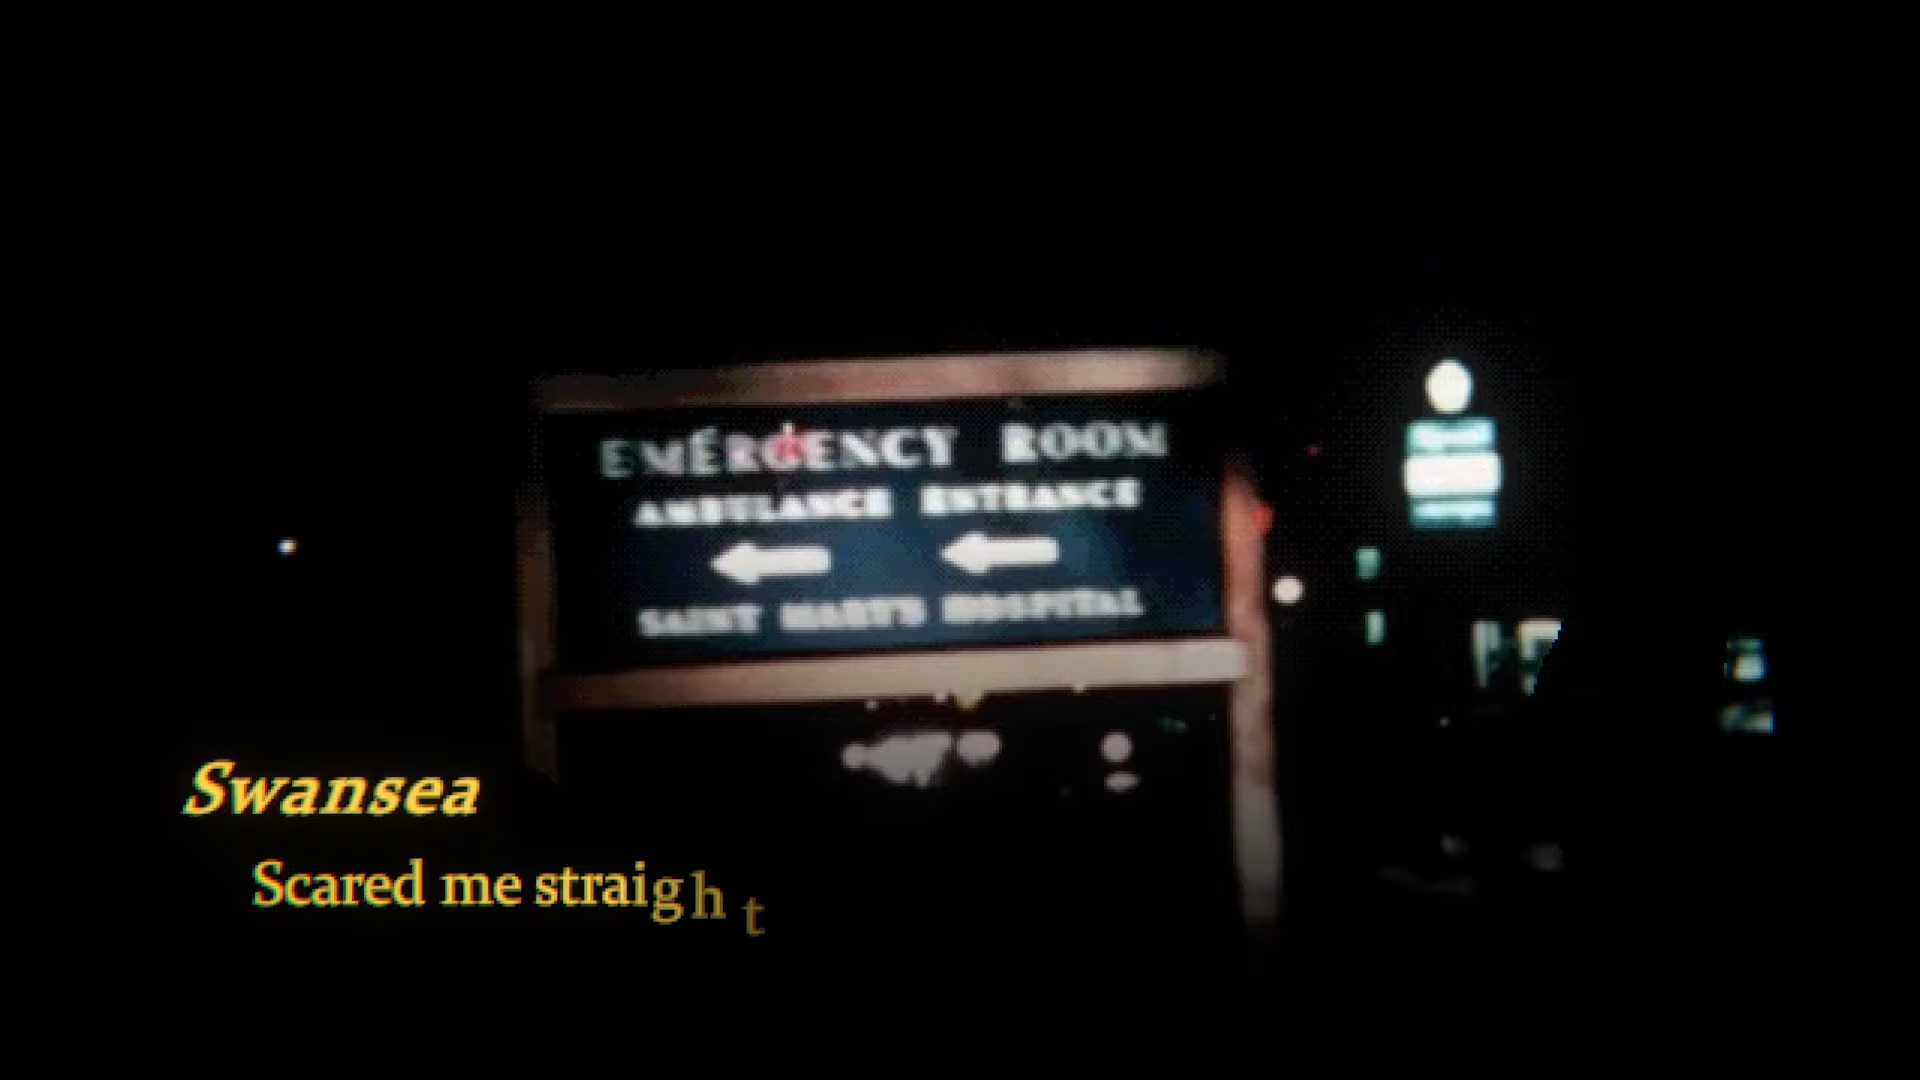 EMERGENCY ROOM
AMBULANCE ENTRANCE
SAINT MARY'S HOSPITAL
Swansea
Scared me straight